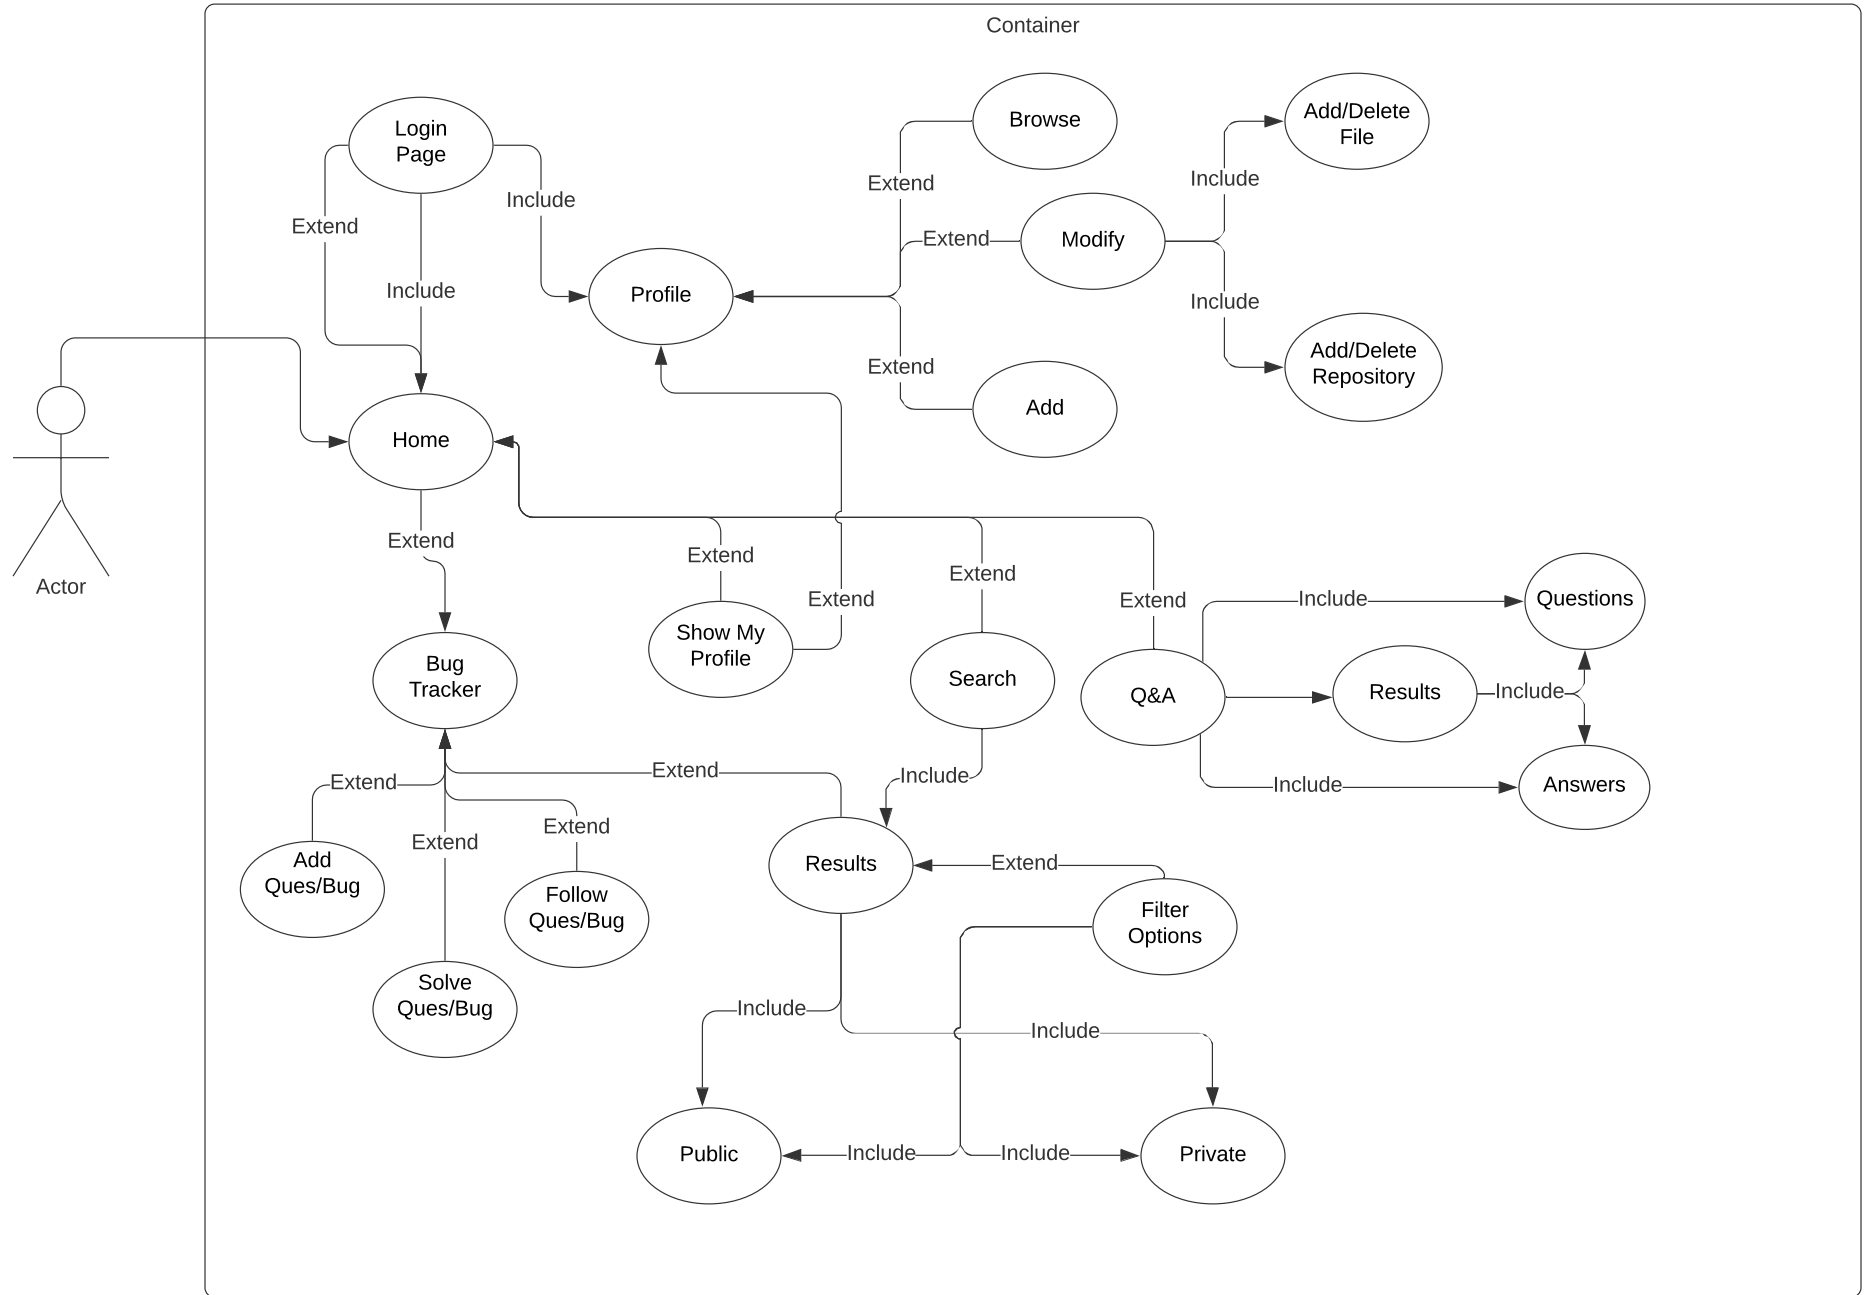 Container
Login
Page
Browse
Add/Delete
File
Extend
Include
Include
Extend
Include
Extend
Modify
Include
Profile
Include
Extend
Add
Add/Delete
Repository
Home
Actor
Extend
Extend
Extend
Extend
Extend
Include
Questions
Bug
Tracker
Show My
Profile
Search
Q&A
Results
Include
Extend
Extend
Include
Include
Answers
Extend
Extend
Add
Ques/Bug
Follow
Ques/Bug
Solve
Ques/Bug
Results
Extend
Filter
Options
Include
Include
Public
Include
Include
Private